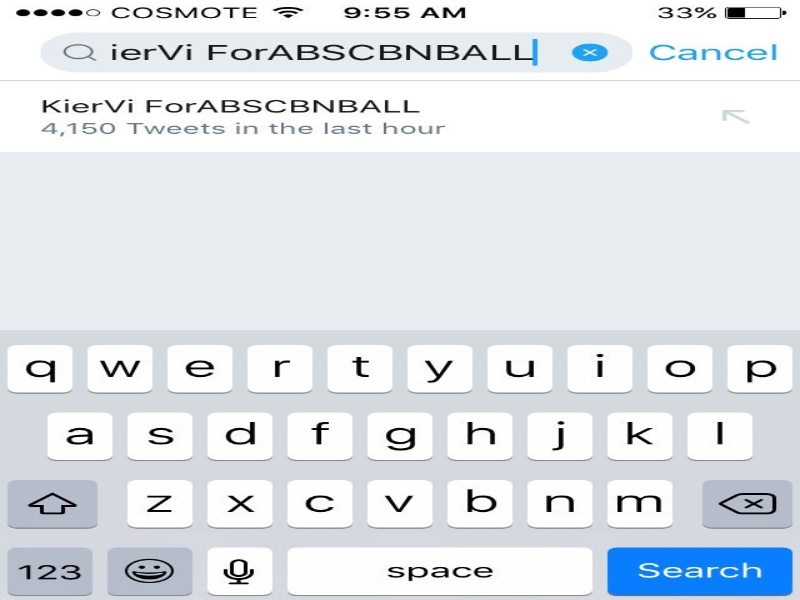 COSMOTE 9:55 AM 33%
ierVi ForABSCBNBALL Cancel
KierVi ForABSCBNBALL
4,150 Tweets in the last hour
q w e r t y u i o p
a s d f g h j k l
z x c v b n m
123 space Search